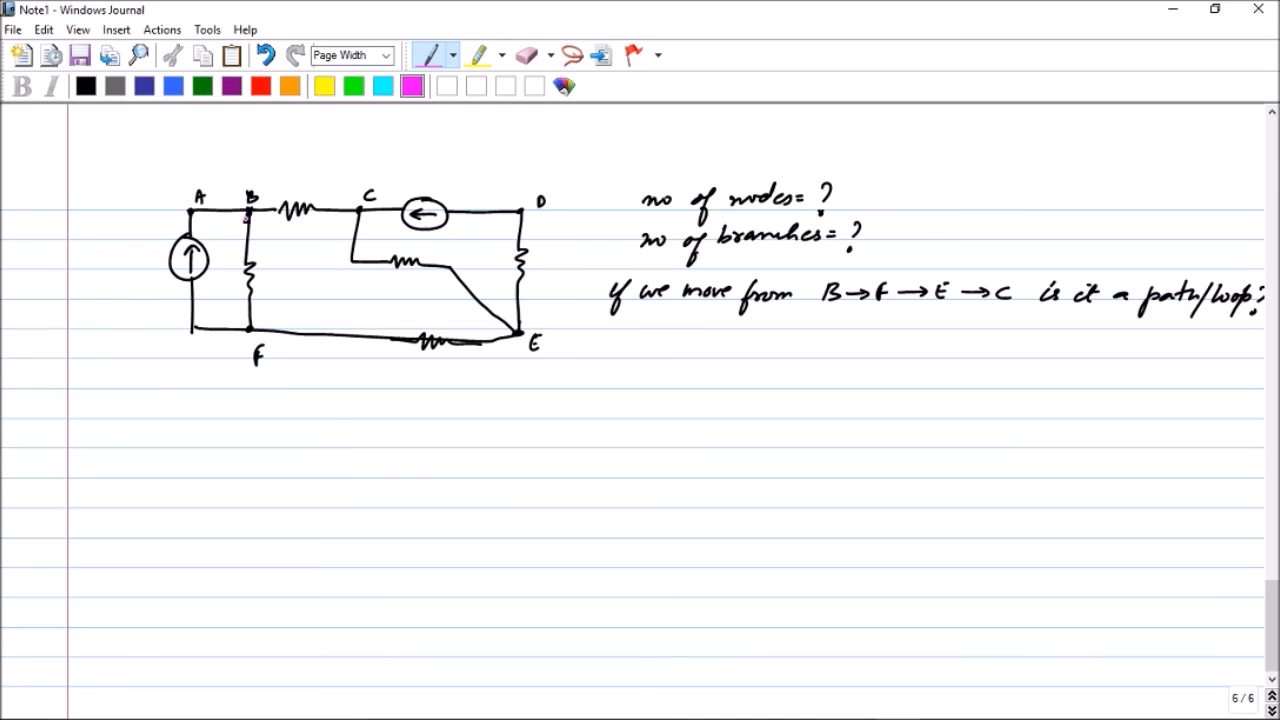 Note1 - Windows Journal
File Edit View Insert Actions Tools Help
Page Width
B I
A B C D
no of nodes= ?
no of branches= ?
If we move from B→F→E→C is it a path/loop?
E
F
6 / 6